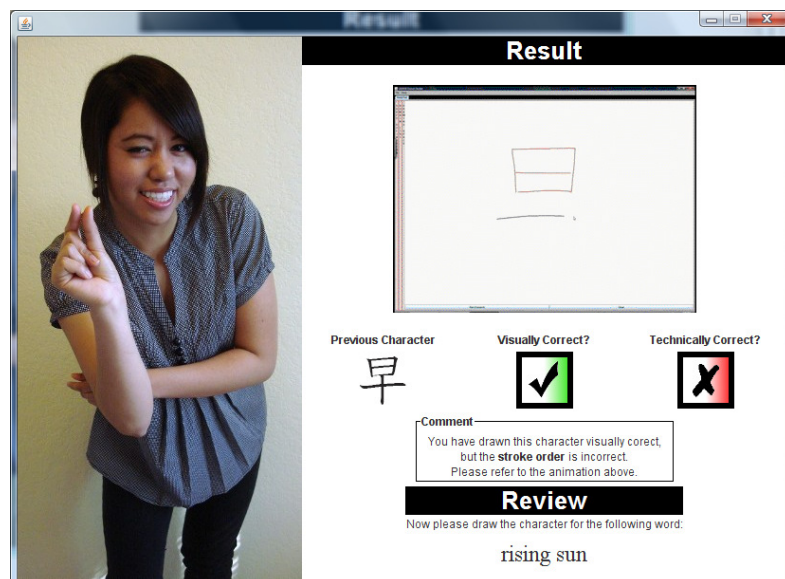 Result
Result
Previous Character
Visually Correct?
Technically Correct?
早
Comment
You have drawn this character visually corect,
but the stroke order is incorrect.
Please refer to the animation above.
Review
Now please draw the character for the following word:
rising sun